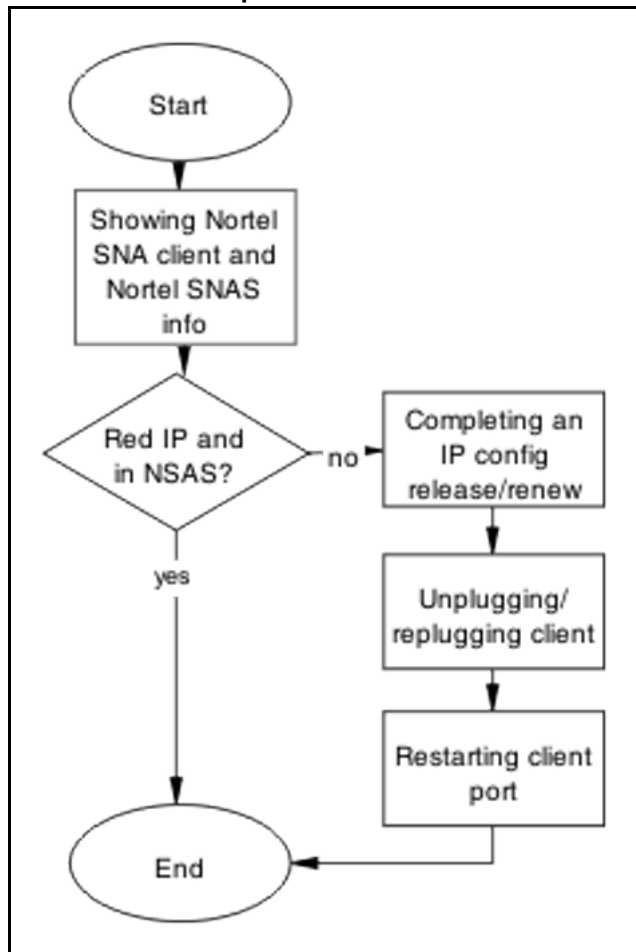 Start
Showing Nortel
SNA client and
Nortel SNAS
info
Red IP and
in NSAS?
no
yes
Completing an
IP config
release/renew
Unplugging/
replugging client
Restarting client
port
End